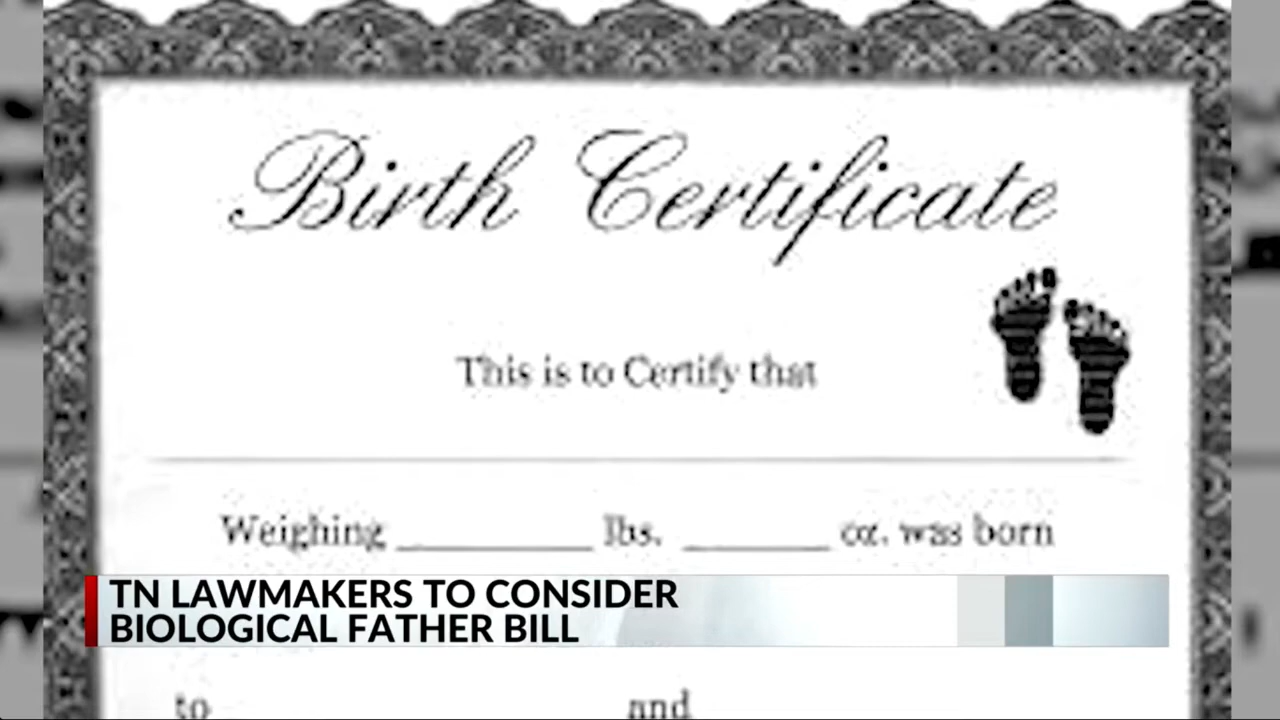 Birth Certificate
This is to Certify that
Weighing lbs. oz. was born
TN LAWMAKERS TO CONSIDER
BIOLOGICAL FATHER BILL
to and